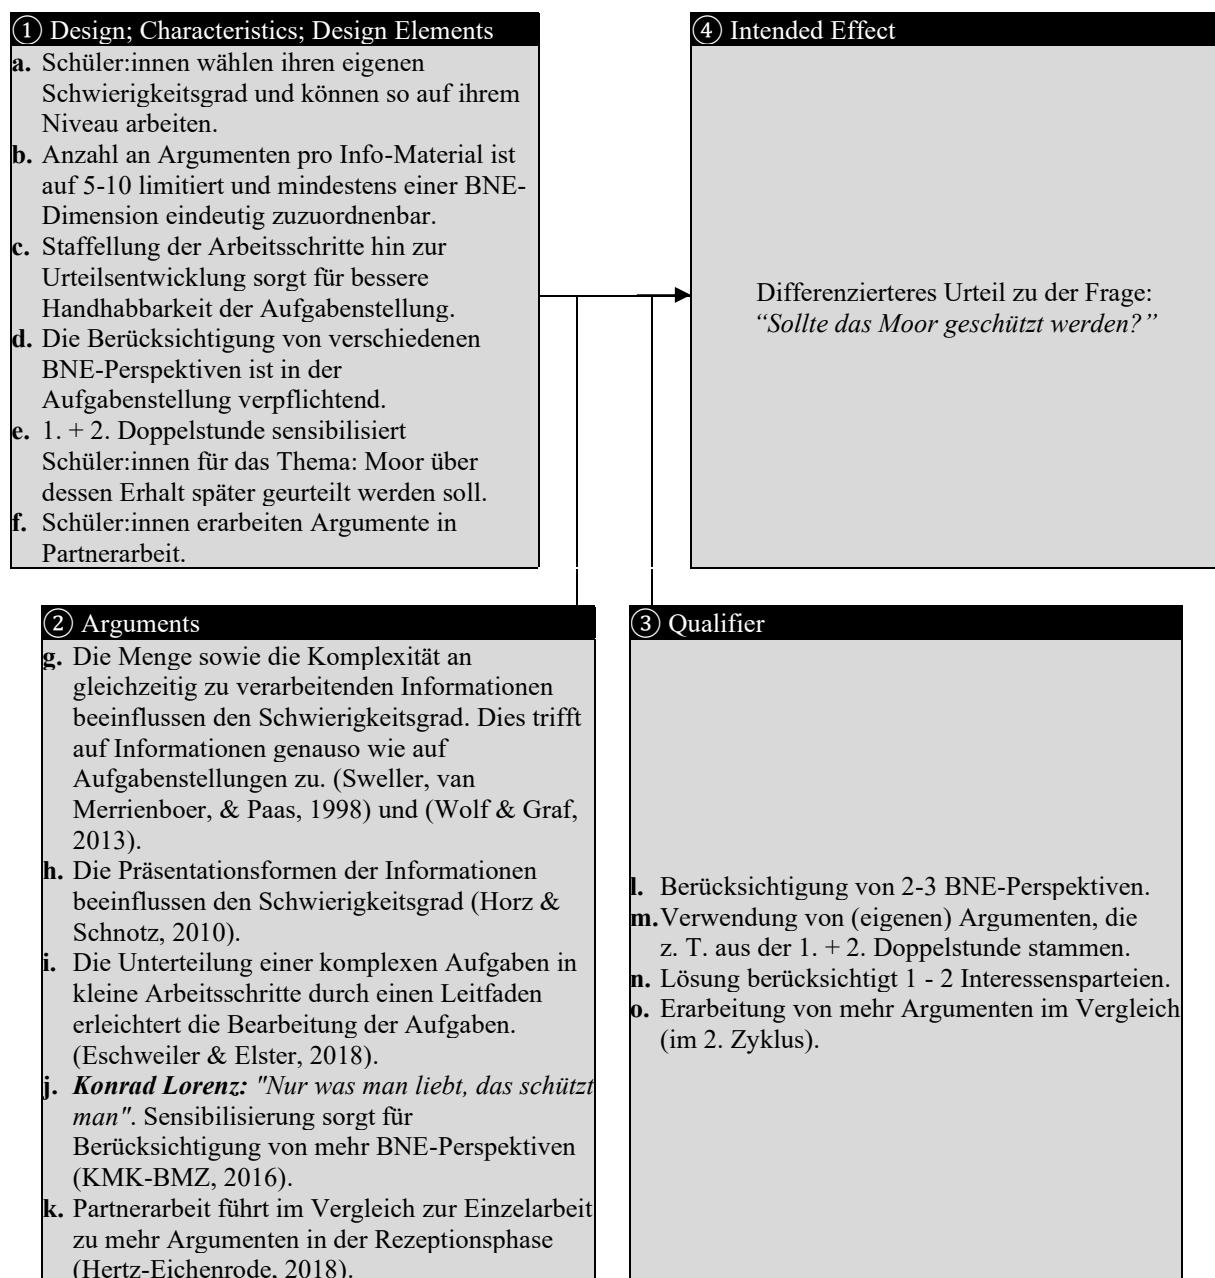 ① Design; Characteristics; Design Elements
a. Schüler:innen wählen ihren eigenen
Schwierigkeitsgrad und können so auf ihrem
Niveau arbeiten.
b. Anzahl an Argumenten pro Info-Material ist
auf 5-10 limitiert und mindestens einer BNE-
Dimension eindeutig zuzuordnenbar.
c. Staffellung der Arbeitsschritte hin zur
Urteilsentwicklung sorgt für bessere
Handhabbarkeit der Aufgabenstellung.
d. Die Berücksichtigung von verschiedenen
BNE-Perspektiven ist in der
Aufgabenstellung verpflichtend.
e. 1. + 2. Doppelstunde sensibilisiert
Schüler:innen für das Thema: Moor über
dessen Erhalt später geurteilt werden soll.
f. Schüler:innen erarbeiten Argumente in
Partnerarbeit.
④ Intended Effect
Differenzierteres Urteil zu der Frage:
“Sollte das Moor geschützt werden?”
② Arguments
g. Die Menge sowie die Komplexität an
gleichzeitig zu verarbeitenden Informationen
beeinflussen den Schwierigkeitsgrad. Dies trifft
auf Informationen genauso wie auf
Aufgabenstellungen zu. (Sweller, van
Merrienboer, & Paas, 1998) und (Wolf & Graf,
2013).
h. Die Präsentationsformen der Informationen
beeinflussen den Schwierigkeitsgrad (Horz &
Schnotz, 2010).
i. Die Unterteilung einer komplexen Aufgaben in
kleine Arbeitsschritte durch einen Leitfaden
erleichtert die Bearbeitung der Aufgaben.
(Eschweiler & Elster, 2018).
j. Konrad Lorenz: "Nur was man liebt, das schützt
man". Sensibilisierung sorgt für
Berücksichtigung von mehr BNE-Perspektiven
(KMK-BMZ, 2016).
k. Partnerarbeit führt im Vergleich zur Einzelarbeit
zu mehr Argumenten in der Rezeptionsphase
(Hertz-Eichenrode, 2018).
③ Qualifier
l. Berücksichtigung von 2-3 BNE-Perspektiven.
m. Verwendung von (eigenen) Argumenten, die
z. T. aus der 1. + 2. Doppelstunde stammen.
n. Lösung berücksichtigt 1 - 2 Interessensparteien.
o. Erarbeitung von mehr Argumenten im Vergleich
(im 2. Zyklus).